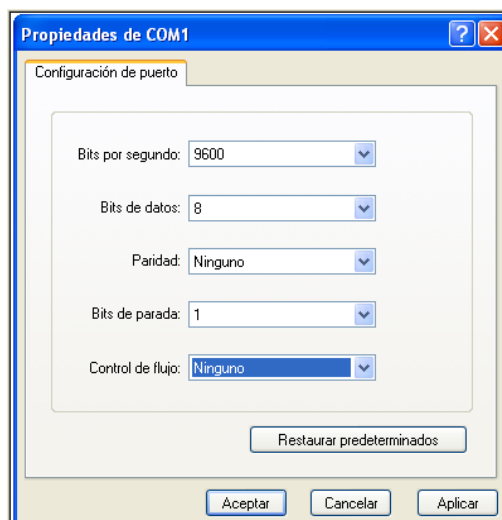 Propiedades de COM1
Configuración de puerto
Bits por segundo: 9600
Bits de datos: 8
Paridad: Ninguno
Bits de parada: 1
Control de flujo: Ninguno
Restaurar predeterminados
Aceptar Cancelar Aplicar